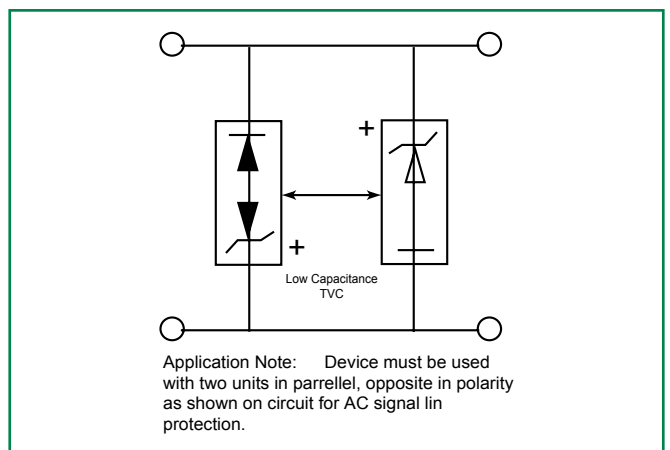 +
+
Low Capacitance
TVC
Application Note: Device must be used
with two units in parrellel, opposite in polarity
as shown on circuit for AC signal lin
protection.